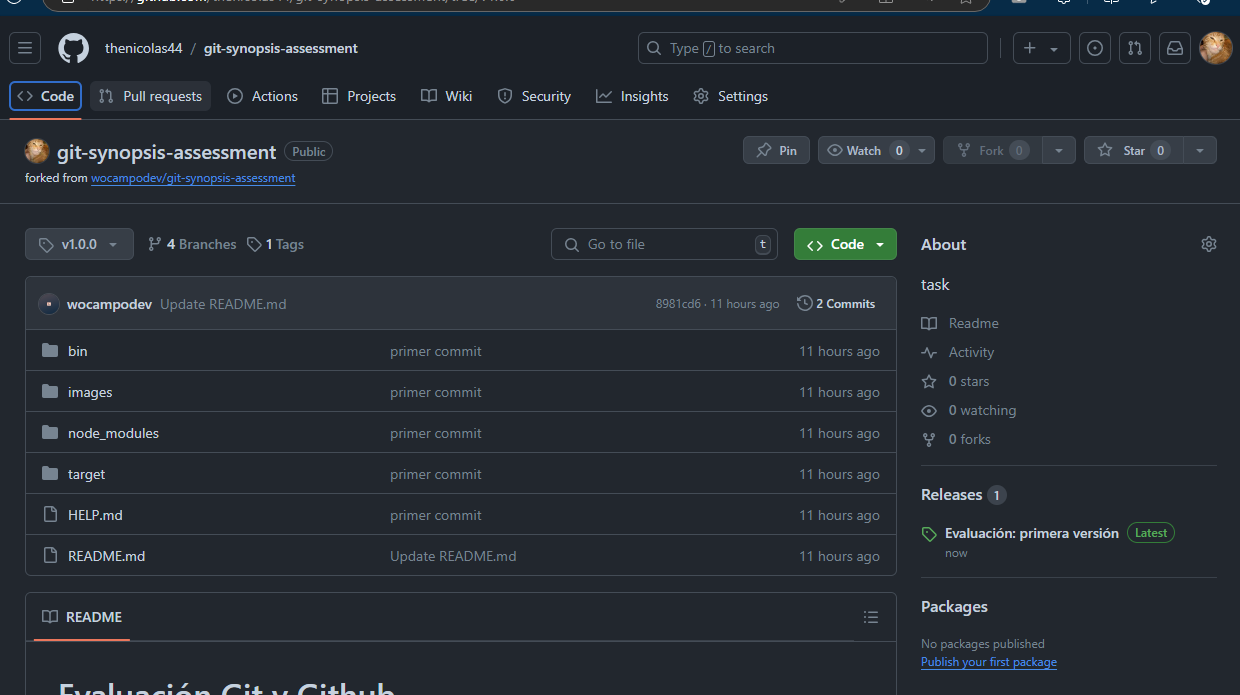 thenicolas44 / git-synopsis-assessment
Type / to search
Code
Pull requests
Actions
Projects
Wiki
Security
Insights
Settings
git-synopsis-assessment Public
Pin
Watch 0
Fork 0
Star 0
forked from wocampodev/git-synopsis-assessment
v1.0.0
4 Branches
1 Tags
Go to file t
Code
wocampodev Update README.md 8981cd6 · 11 hours ago 2 Commits
bin primer commit 11 hours ago
images primer commit 11 hours ago
node_modules primer commit 11 hours ago
target primer commit 11 hours ago
HELP.md primer commit 11 hours ago
README.md Update README.md 11 hours ago
README
Evaluación Git y Github
About
task
Readme
Activity
0 stars
0 watching
0 forks
Releases 1
Evaluación: primera versión Latest
now
Packages
No packages published
Publish your first package